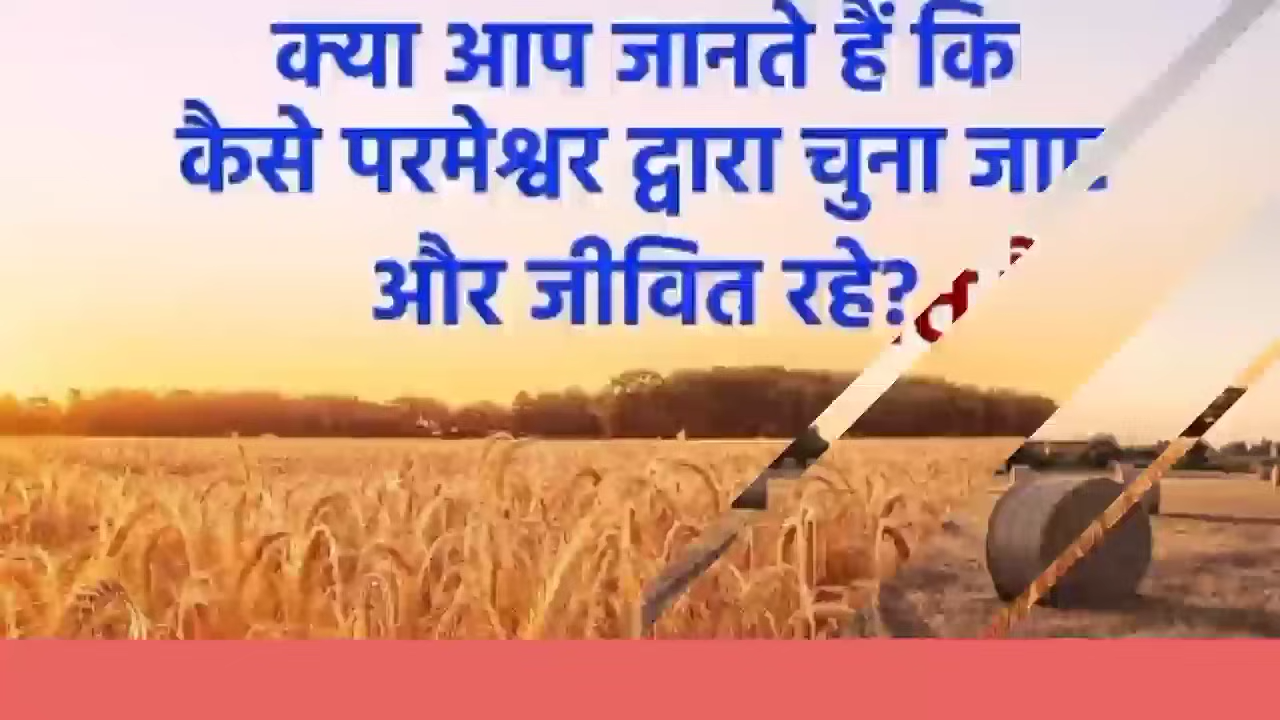 क्या आप जानते हैं कि
कैसे परमेश्वर द्वारा चुना
और जीवित रहे?